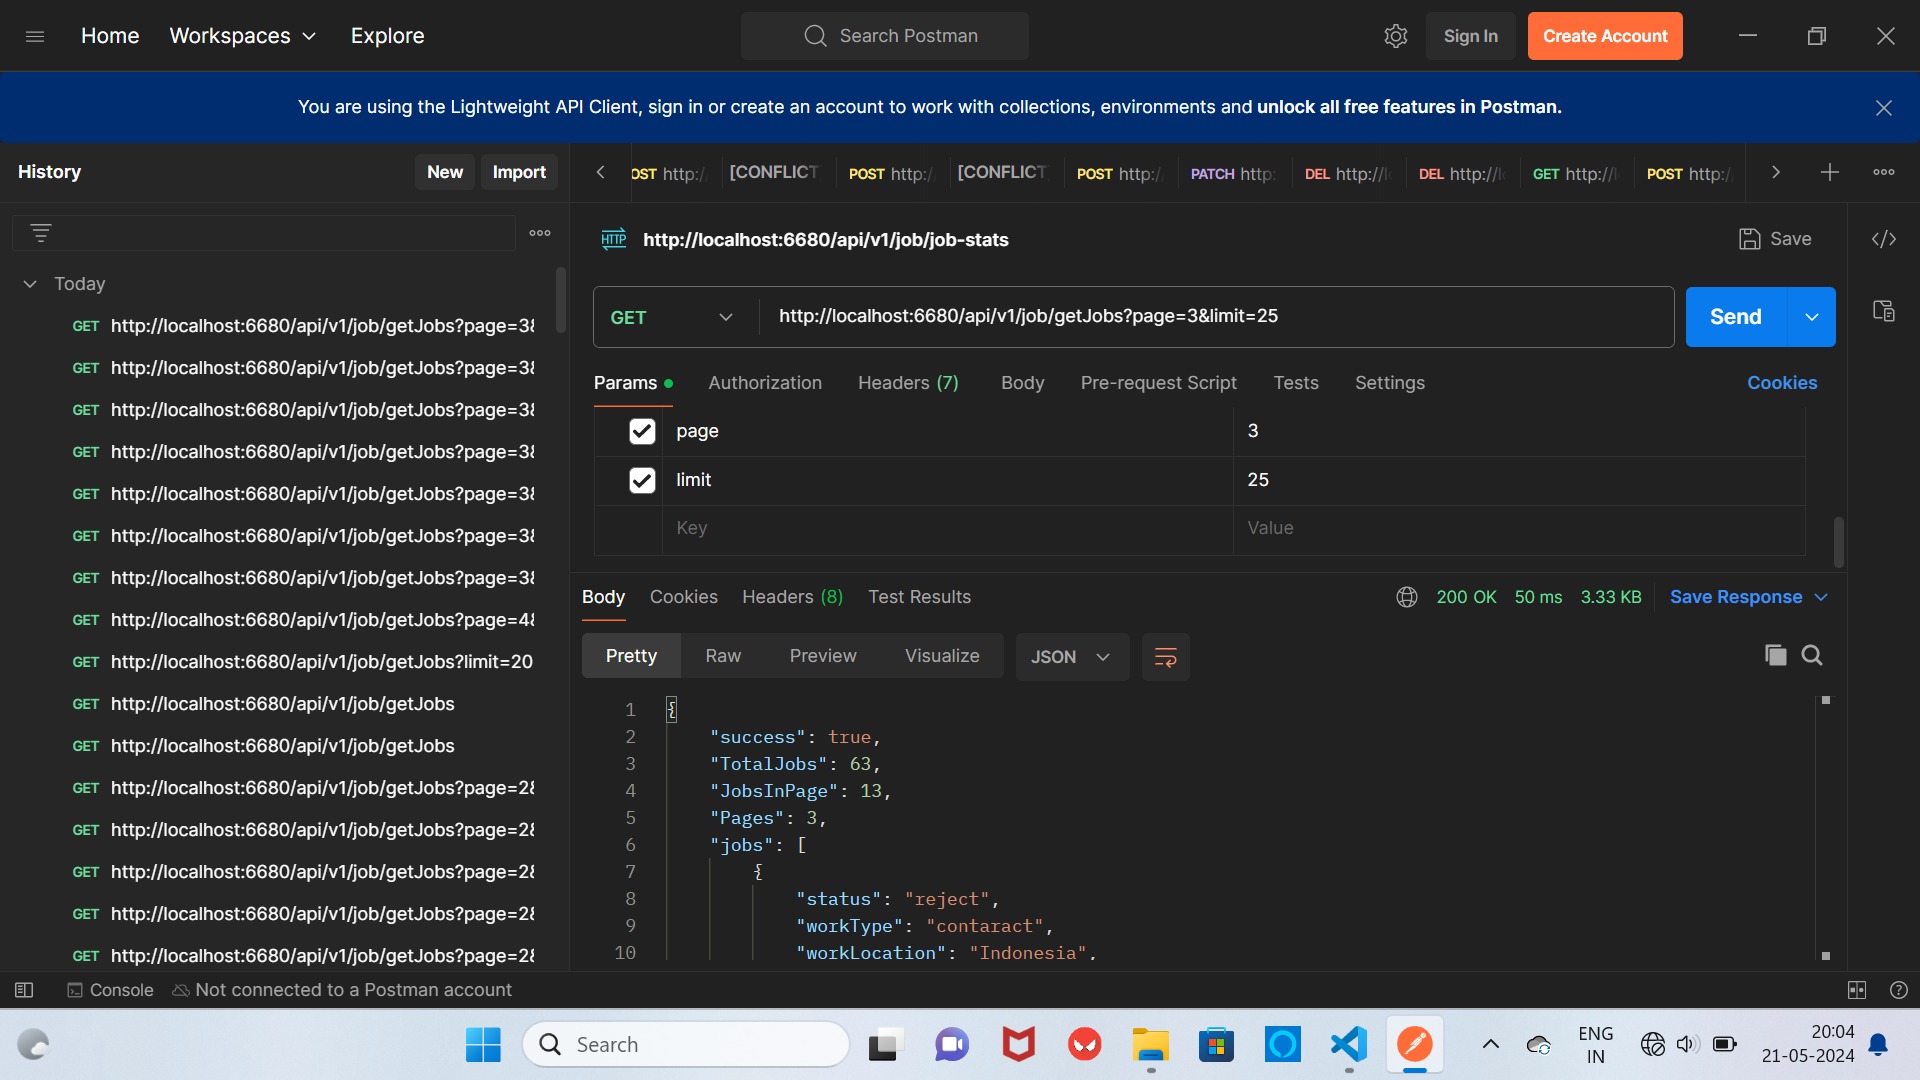 Home Workspaces Explore
Search Postman
Sign In
Create Account
You are using the Lightweight API Client, sign in or create an account to work with collections, environments and unlock all free features in Postman.
History
New
Import
OST http:/ [CONFLICT POST http:/ [CONFLICT POST http:/ PATCH http: DEL http://l DEL http://l GET http://l POST http:/
Today
GET http://localhost:6680/api/v1/job/getJobs?page=3&
GET http://localhost:6680/api/v1/job/getJobs?page=3&
GET http://localhost:6680/api/v1/job/getJobs?page=3&
GET http://localhost:6680/api/v1/job/getJobs?page=3&
GET http://localhost:6680/api/v1/job/getJobs?page=3&
GET http://localhost:6680/api/v1/job/getJobs?page=3&
GET http://localhost:6680/api/v1/job/getJobs?page=3&
GET http://localhost:6680/api/v1/job/getJobs?page=4&
GET http://localhost:6680/api/v1/job/getJobs?limit=20
GET http://localhost:6680/api/v1/job/getJobs
GET http://localhost:6680/api/v1/job/getJobs
GET http://localhost:6680/api/v1/job/getJobs?page=2&
GET http://localhost:6680/api/v1/job/getJobs?page=2&
GET http://localhost:6680/api/v1/job/getJobs?page=2&
GET http://localhost:6680/api/v1/job/getJobs?page=2&
GET http://localhost:6680/api/v1/job/getJobs?page=2&
HTTP http://localhost:6680/api/v1/job/job-stats
Save
GET http://localhost:6680/api/v1/job/getJobs?page=3&limit=25
Send
Params Authorization Headers (7) Body Pre-request Script Tests Settings Cookies
page 3
limit 25
Key Value
Body Cookies Headers (8) Test Results
200 OK 50 ms 3.33 KB Save Response
Pretty Raw Preview Visualize JSON
1 {
2 "success": true,
3 "TotalJobs": 63,
4 "JobsInPage": 13,
5 "Pages": 3,
6 "jobs": [
7 {
8 "status": "reject",
9 "workType": "contaract",
10 "workLocation": "Indonesia",
Console Not connected to a Postman account
Search
ENG
IN
20:04
21-05-2024